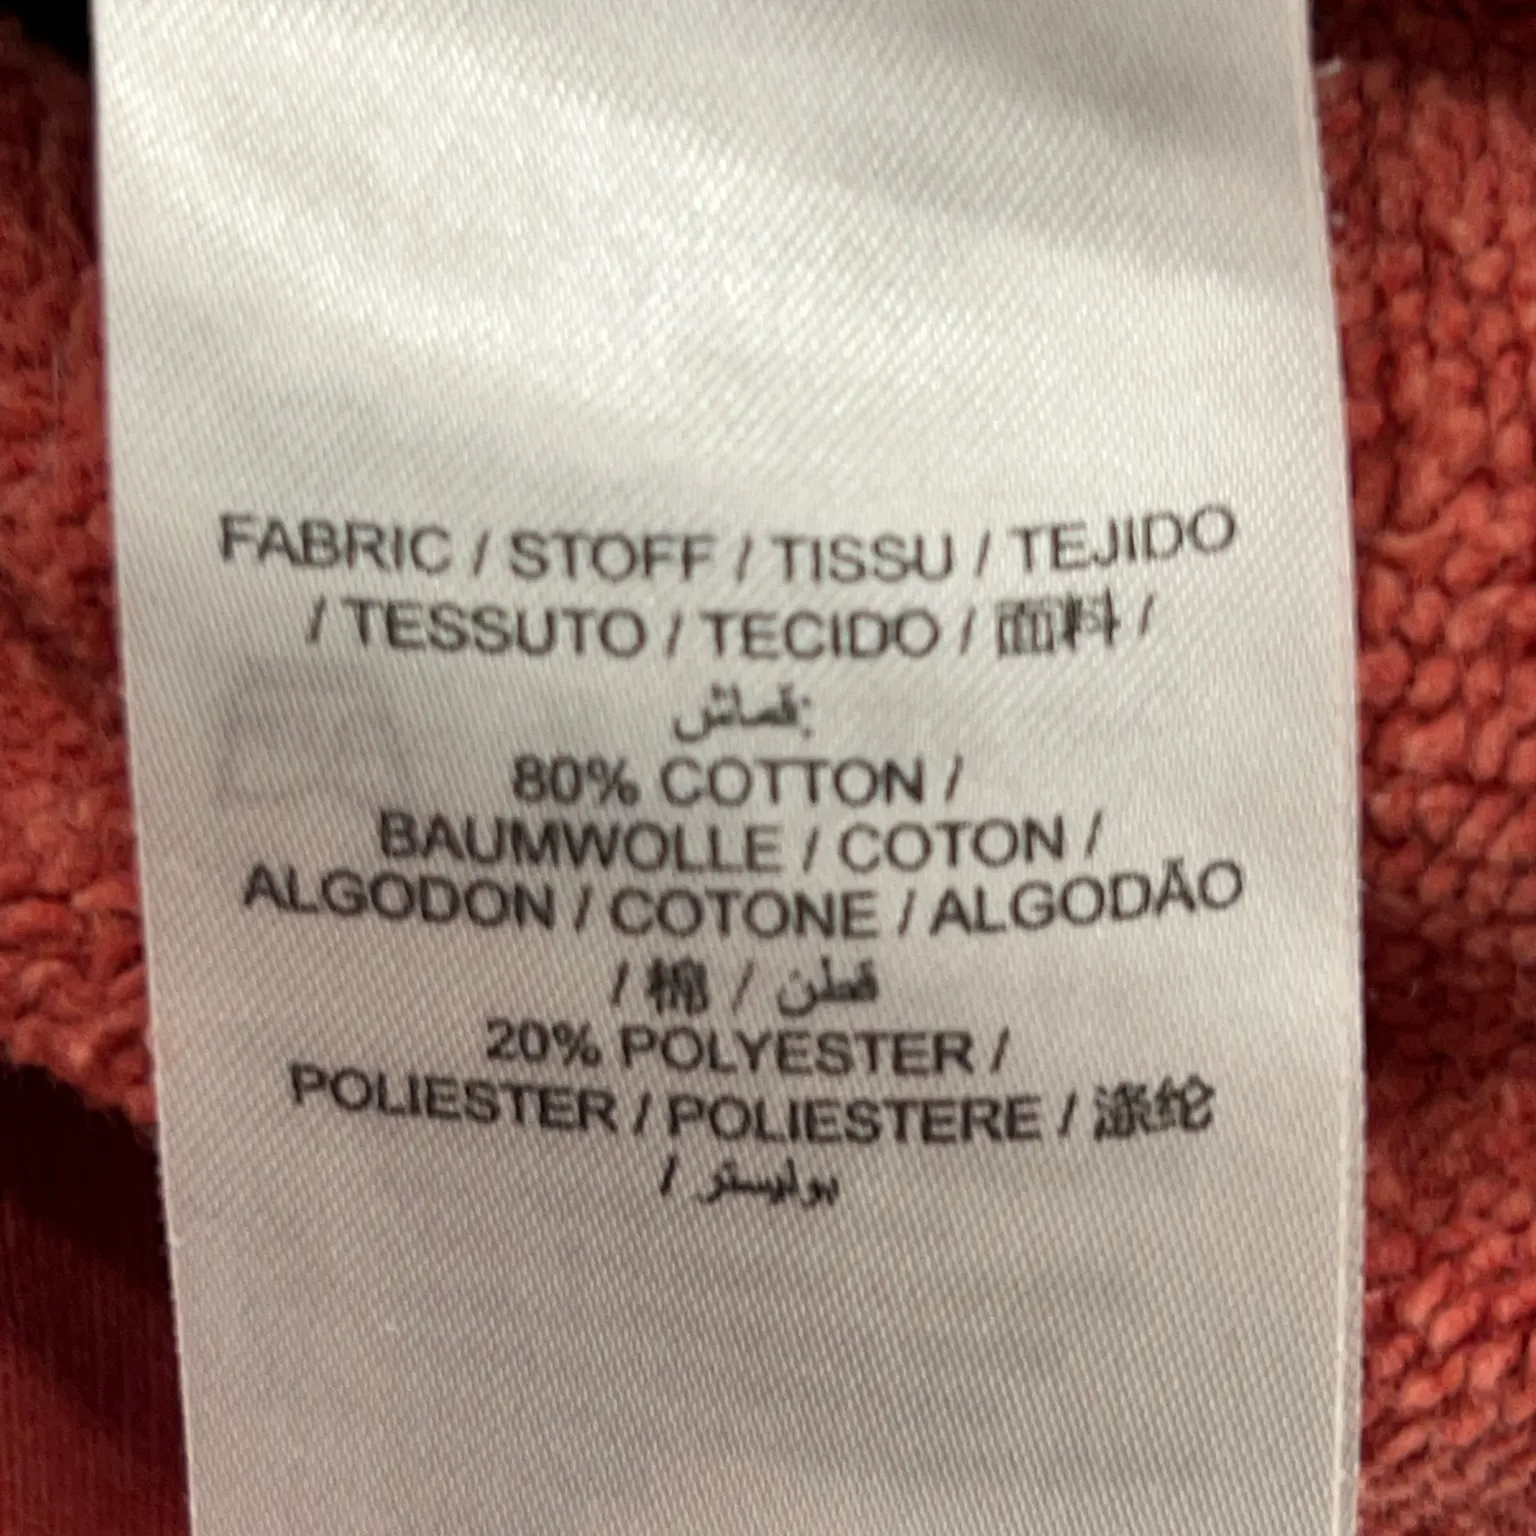 FABRIC / STOFF / TISSU / TEJIDO
/ TESSUTO / TECIDO / 面料 /
قماش:
80% COTTON /
BAUMWOLLE / COTON /
ALGODON / COTONE / ALGODÃO
/ 棉 / قطن
20% POLYESTER /
POLIESTER / POLIESTERE / 涤纶
/ بوليستر